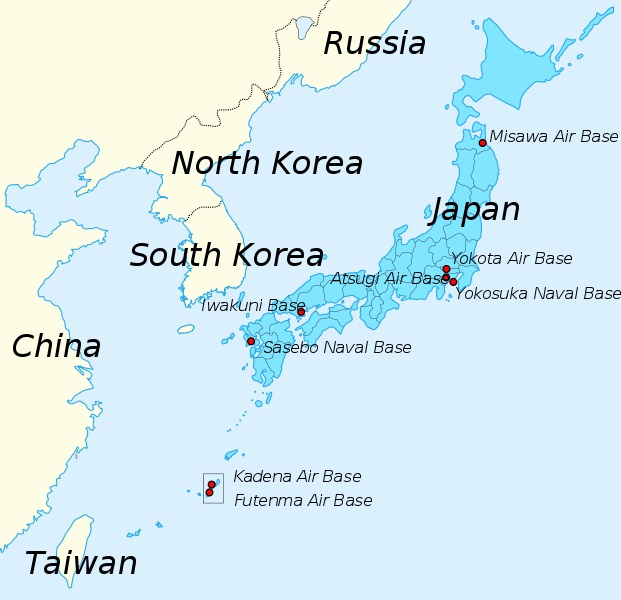 Russia
Misawa Air Base
North Korea
Japan
South Korea
Yokota Air Base
Atsugi Air Base
Yokosuka Naval Base
Iwakuni Base
China
Sasebo Naval Base
Kadena Air Base
Futenma Air Base
Taiwan